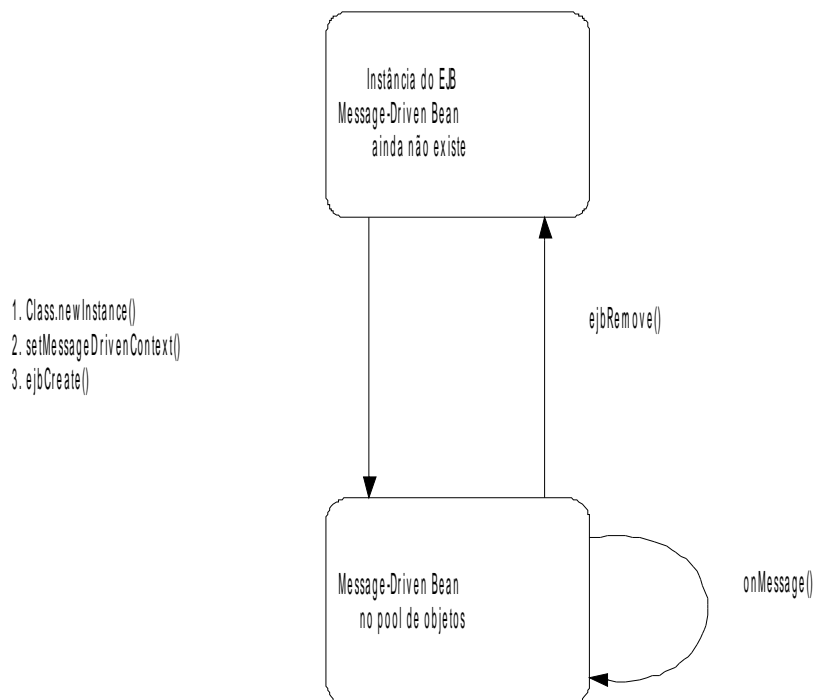 Instância do EJB
Message-Driven Bean
ainda não existe
1. Class.newInstance()
2. setMessageDrivenContext()
3. ejbCreate()
ejbRemove()
Message-Driven Bean
no pool de objetos
onMessage()